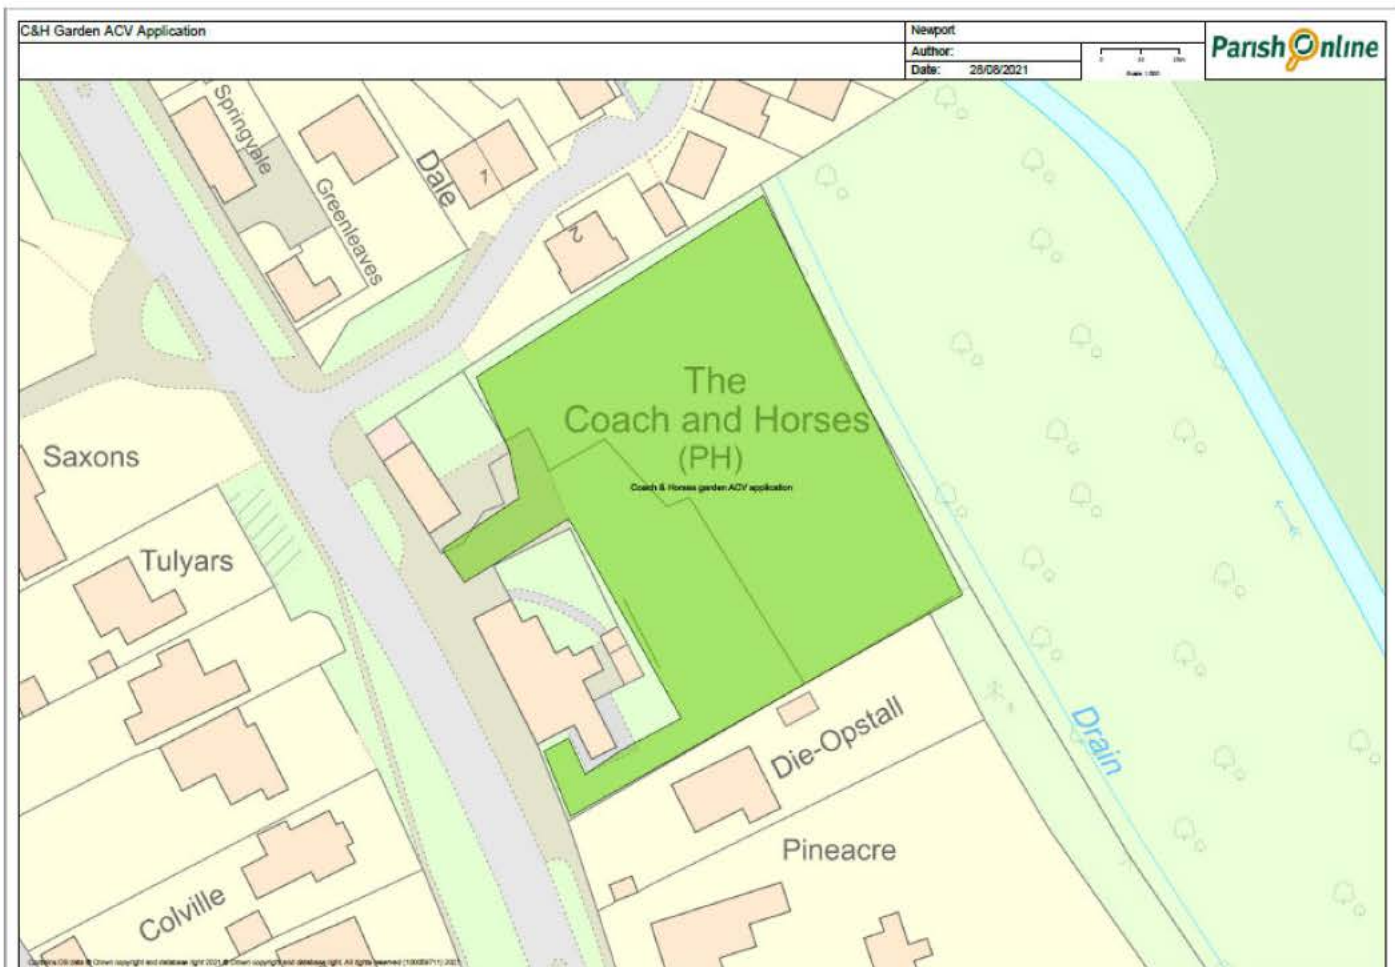 C&H Garden ACV Application
Newport
Author:
Date: 28/08/2021
Parish Online
Springvale
Greenleaves
Dale
1
2
The
Coach and Horses
(PH)
Coach & Horses garden ACV application
Saxons
Tulyars
Colville
Die-Opstall
Pineacre
Drain